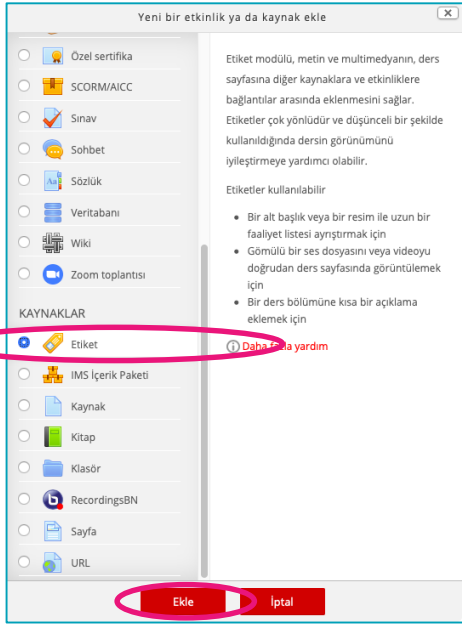 Yeni bir etkinlik ya da kaynak ekle
Özel sertifika
SCORM/AICC
Sınav
Sohbet
Sözlük
Veritabanı
Wiki
Zoom toplantısı
KAYNAKLAR
Etiket
IMS İçerik Paketi
Kaynak
Kitap
Klasör
RecordingsBN
Sayfa
URL
Etiket modülü, metin ve multimedyanın, ders
sayfasına diğer kaynaklara ve etkinliklere
bağlantılar arasında eklenmesini sağlar.
Etiketler çok yönlüdür ve düşünceli bir şekilde
kullanıldığında dersin görünümünü
iyileştirmeye yardımcı olabilir.
Etiketler kullanılabilir
Bir alt başlık veya bir resim ile uzun bir
faaliyet listesi ayrıştırmak için
Gömülü bir ses dosyasını veya videoyu
doğrudan ders sayfasında görüntülemek
için
Bir ders bölümüne kısa bir açıklama
eklemek için
Daha fazla yardım
Ekle
İptal